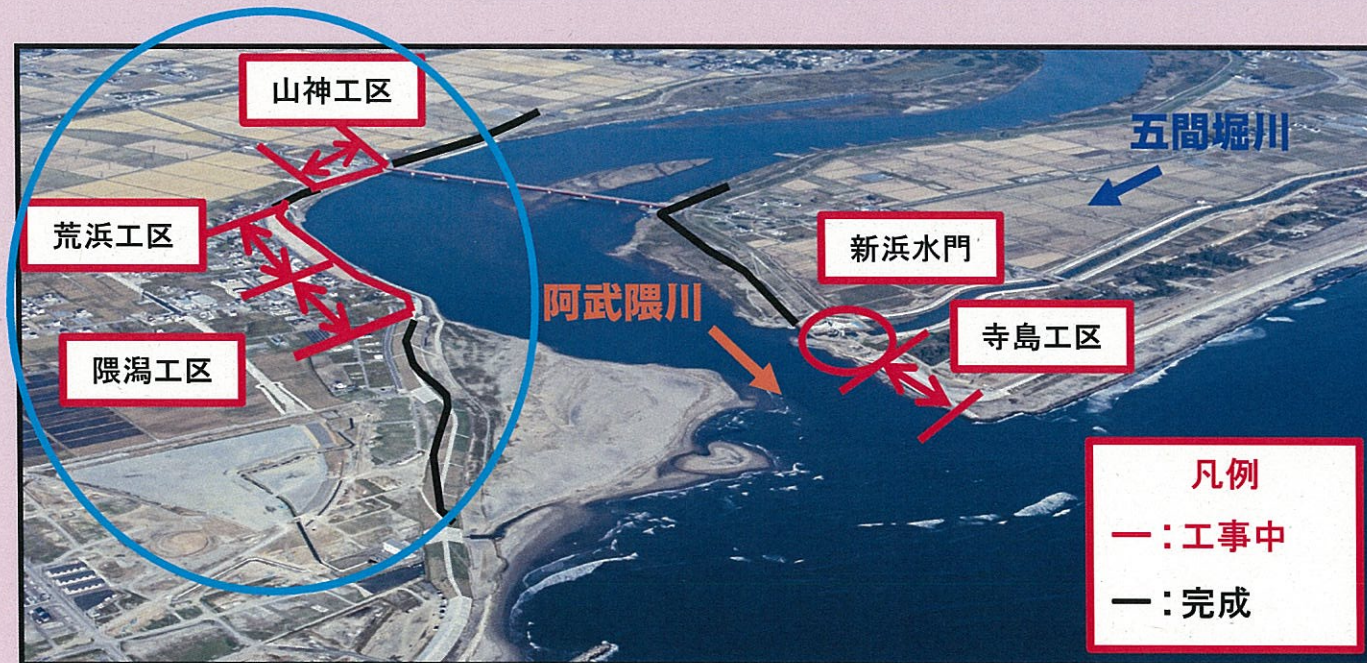 山神工区
五間堀川
荒浜工区
新浜水門
阿武隈川
寺島工区
隈潟工区
凡例
ー：工事中
ー：完成